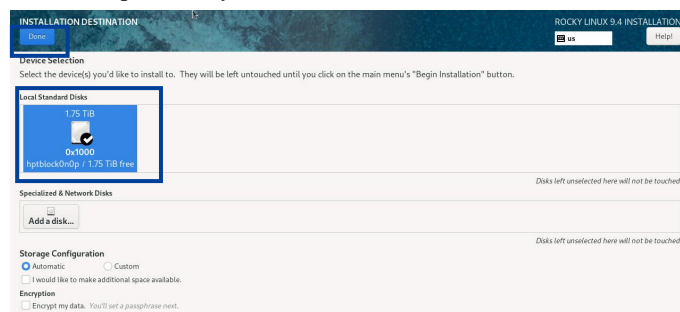 INSTALLATION DESTINATION
ROCKY LINUX 9.4 INSTALLATION
Done
us
Help!
Device Selection
Select the device(s) you'd like to install to. They will be left untouched until you click on the main menu's "Begin Installation" button.
Local Standard Disks
1.75 TiB
0x1000
hptblock0n0p / 1.75 TiB free
Disks left unselected here will not be touched
Specialized & Network Disks
Add a disk...
Disks left unselected here will not be touched
Storage Configuration
Automatic Custom
I would like to make additional space available.
Encryption
Encrypt my data. You'll set a passphrase next.